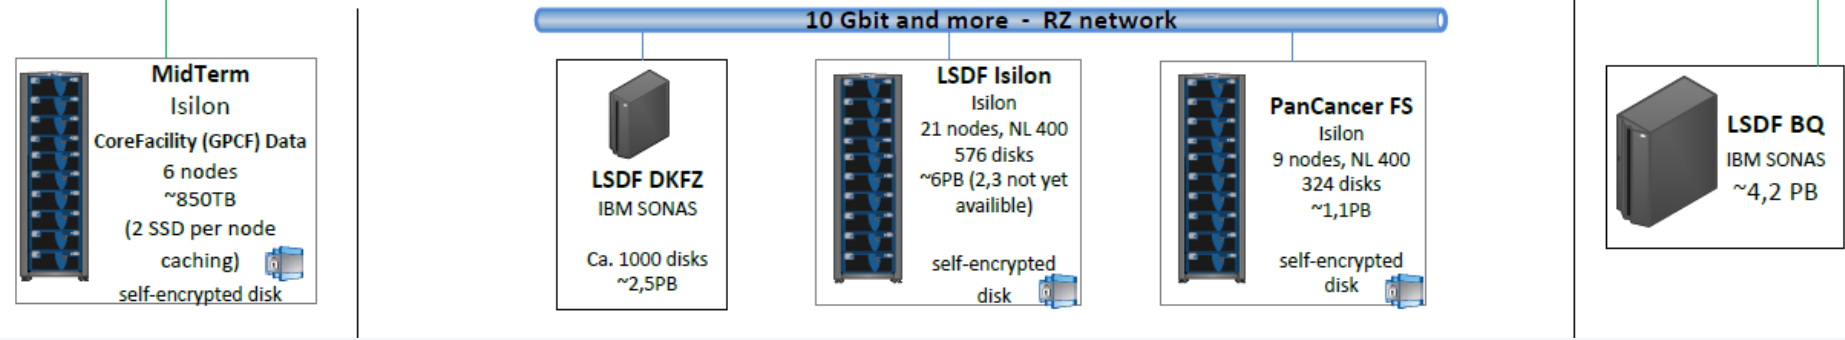 10 Gbit and more - RZ network
MidTerm
Isilon
CoreFacility (GPCF) Data
6 nodes
~850TB
(2 SSD per node
caching)
self-encrypted disk
LSDF DKFZ
IBM SONAS
Ca. 1000 disks
~2,5PB
LSDF Isilon
Isilon
21 nodes, NL 400
576 disks
~6PB (2,3 not yet
availible)
self-encrypted
disk
PanCancer FS
Isilon
9 nodes, NL 400
324 disks
~1,1PB
self-encrypted
disk
LSDF BQ
IBM SONAS
~4,2 PB